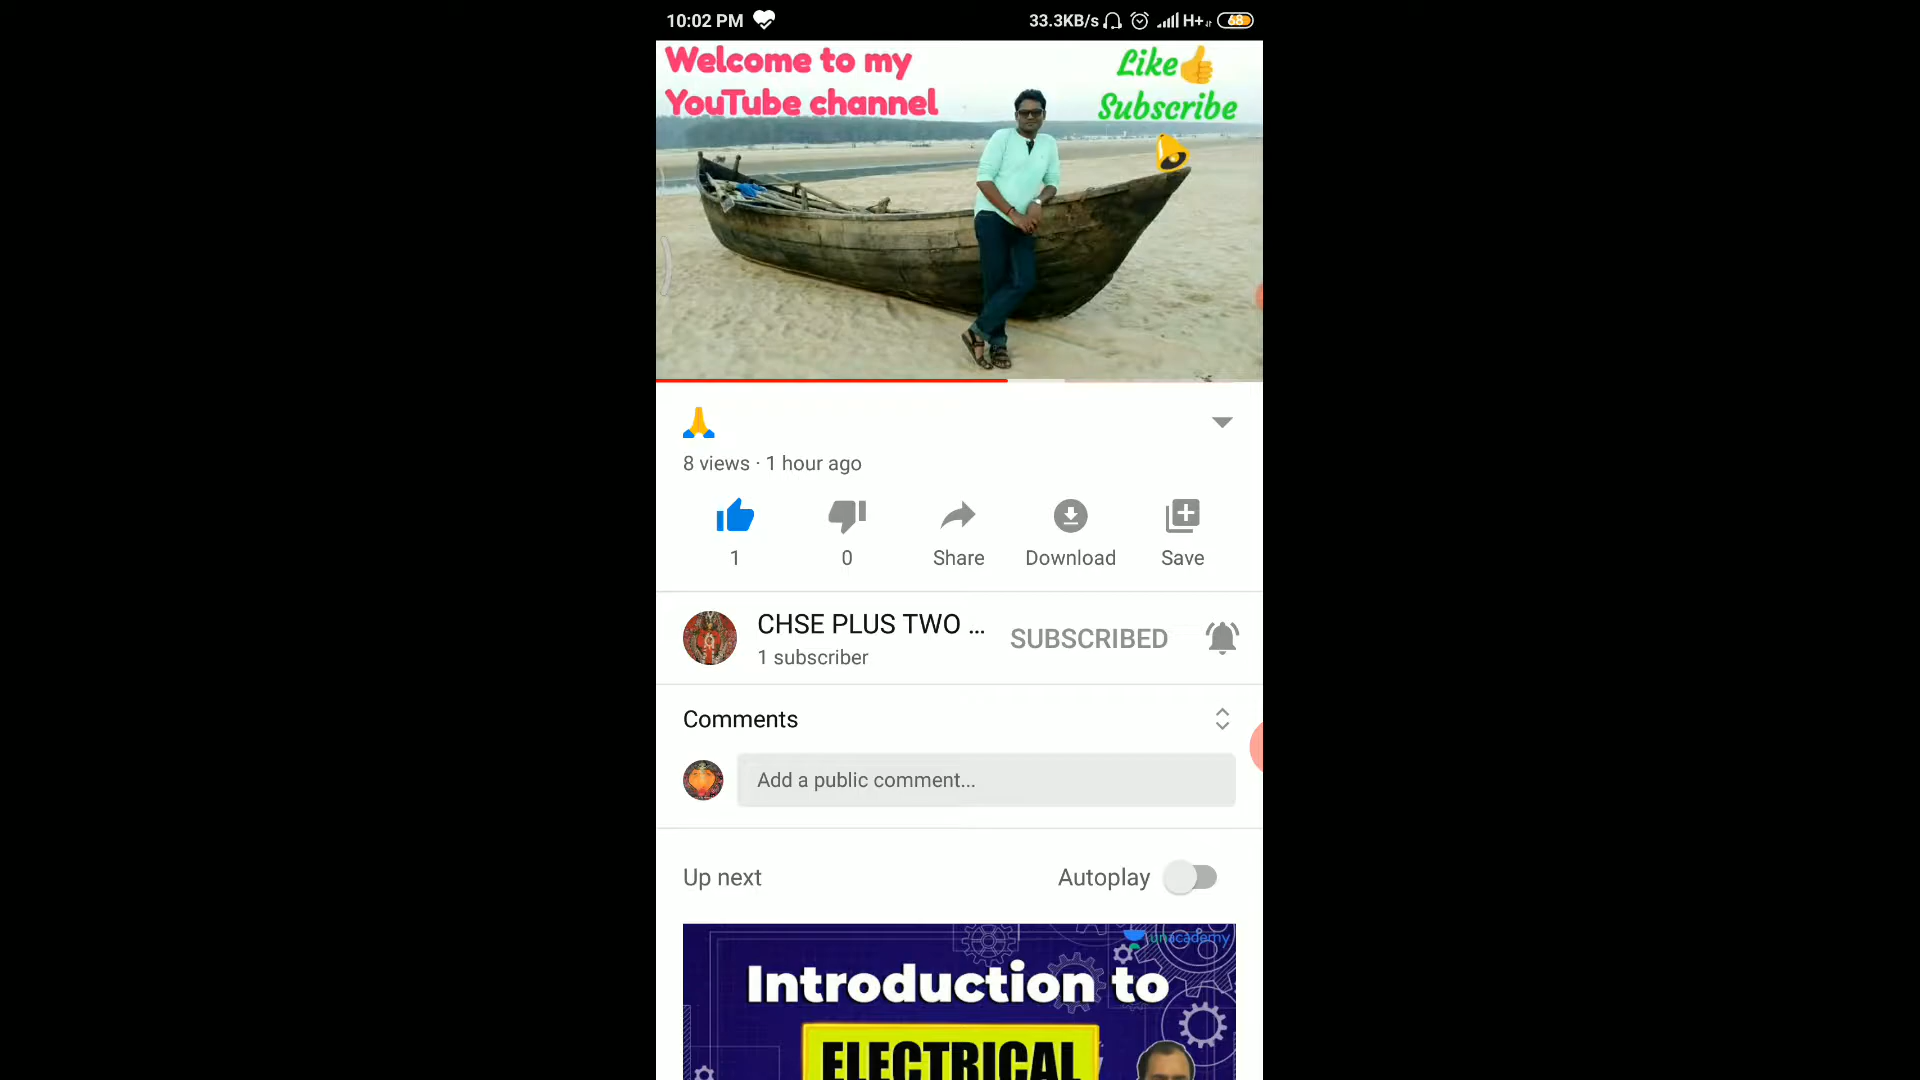 10:02 PM
33.3KB/s H+ 68
Welcome to my
YouTube channel
Like
Subscribe
8 views · 1 hour ago
1
0
Share
Download
Save
CHSE PLUS TWO ...
1 subscriber
SUBSCRIBED
Comments
Add a public comment...
Up next
Autoplay
unacademy
Introduction to
ELECTRICAL